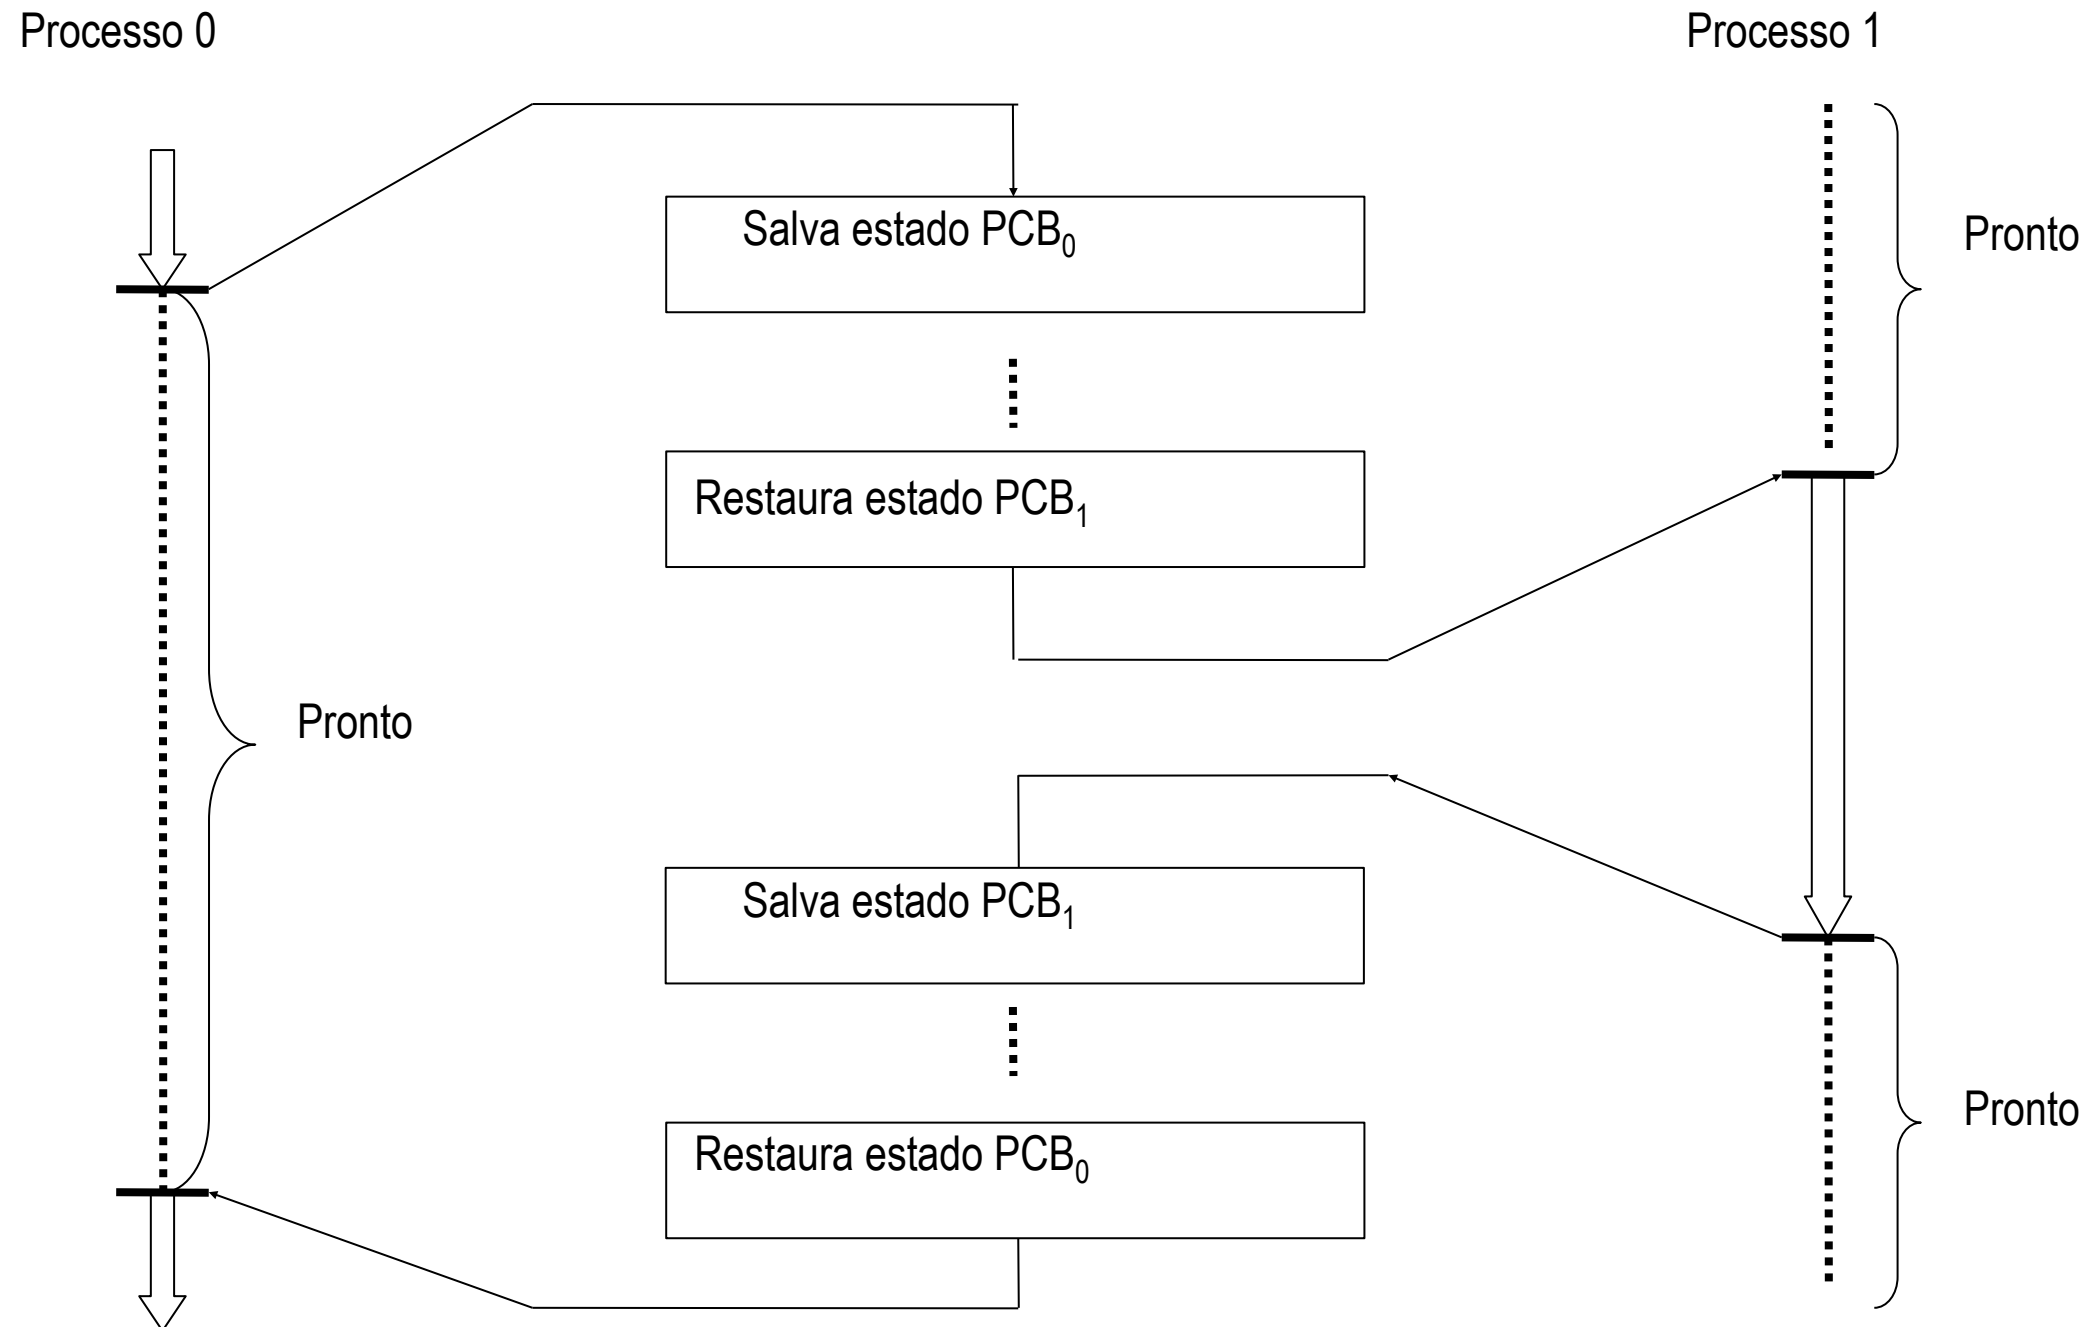 Processo 0
Processo 1
Salva estado PCB₀
Pronto
Restaura estado PCB₁
Pronto
Salva estado PCB₁
Pronto
Restaura estado PCB₀